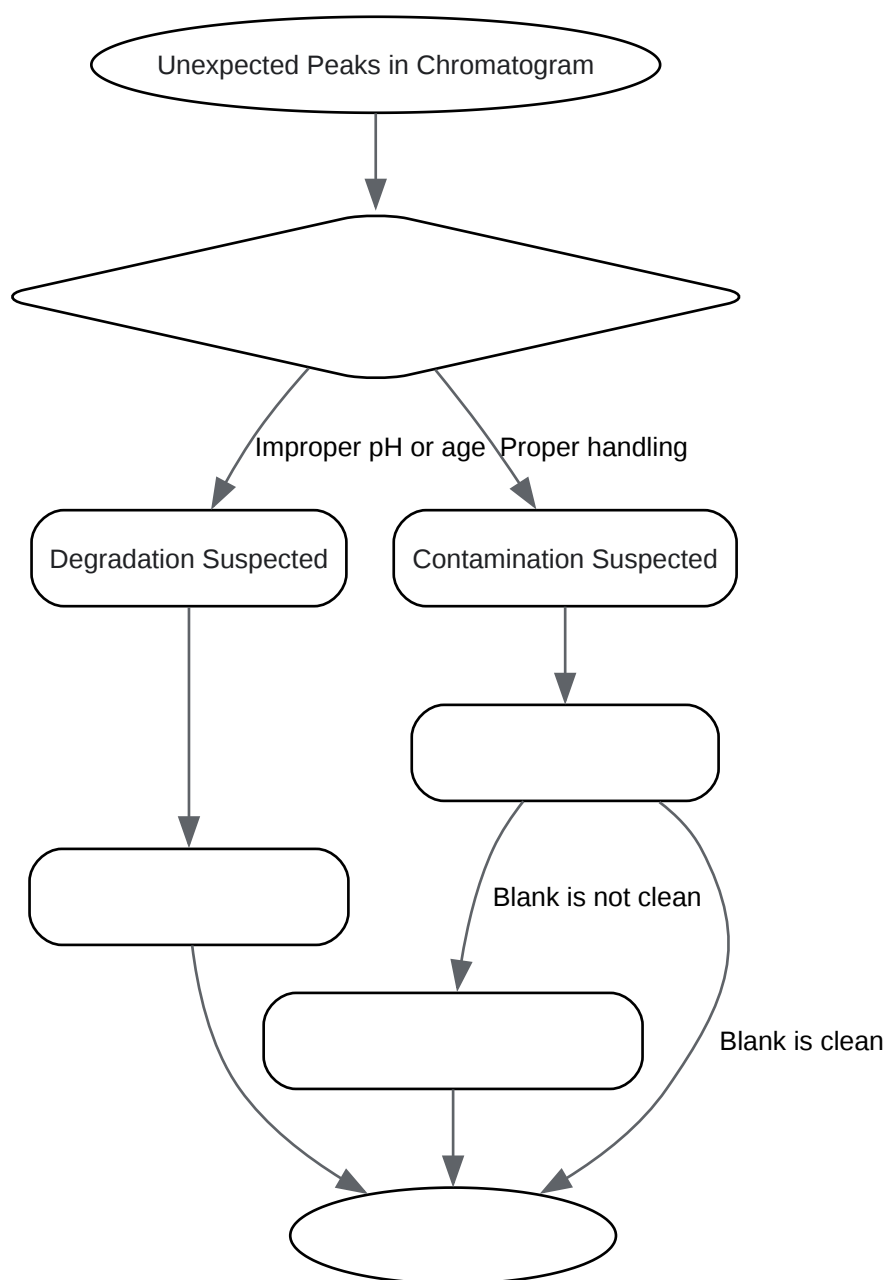 Unexpected Peaks in Chromatogram
Improper pH or age
Proper handling
Degradation Suspected
Contamination Suspected
Blank is not clean
Blank is clean